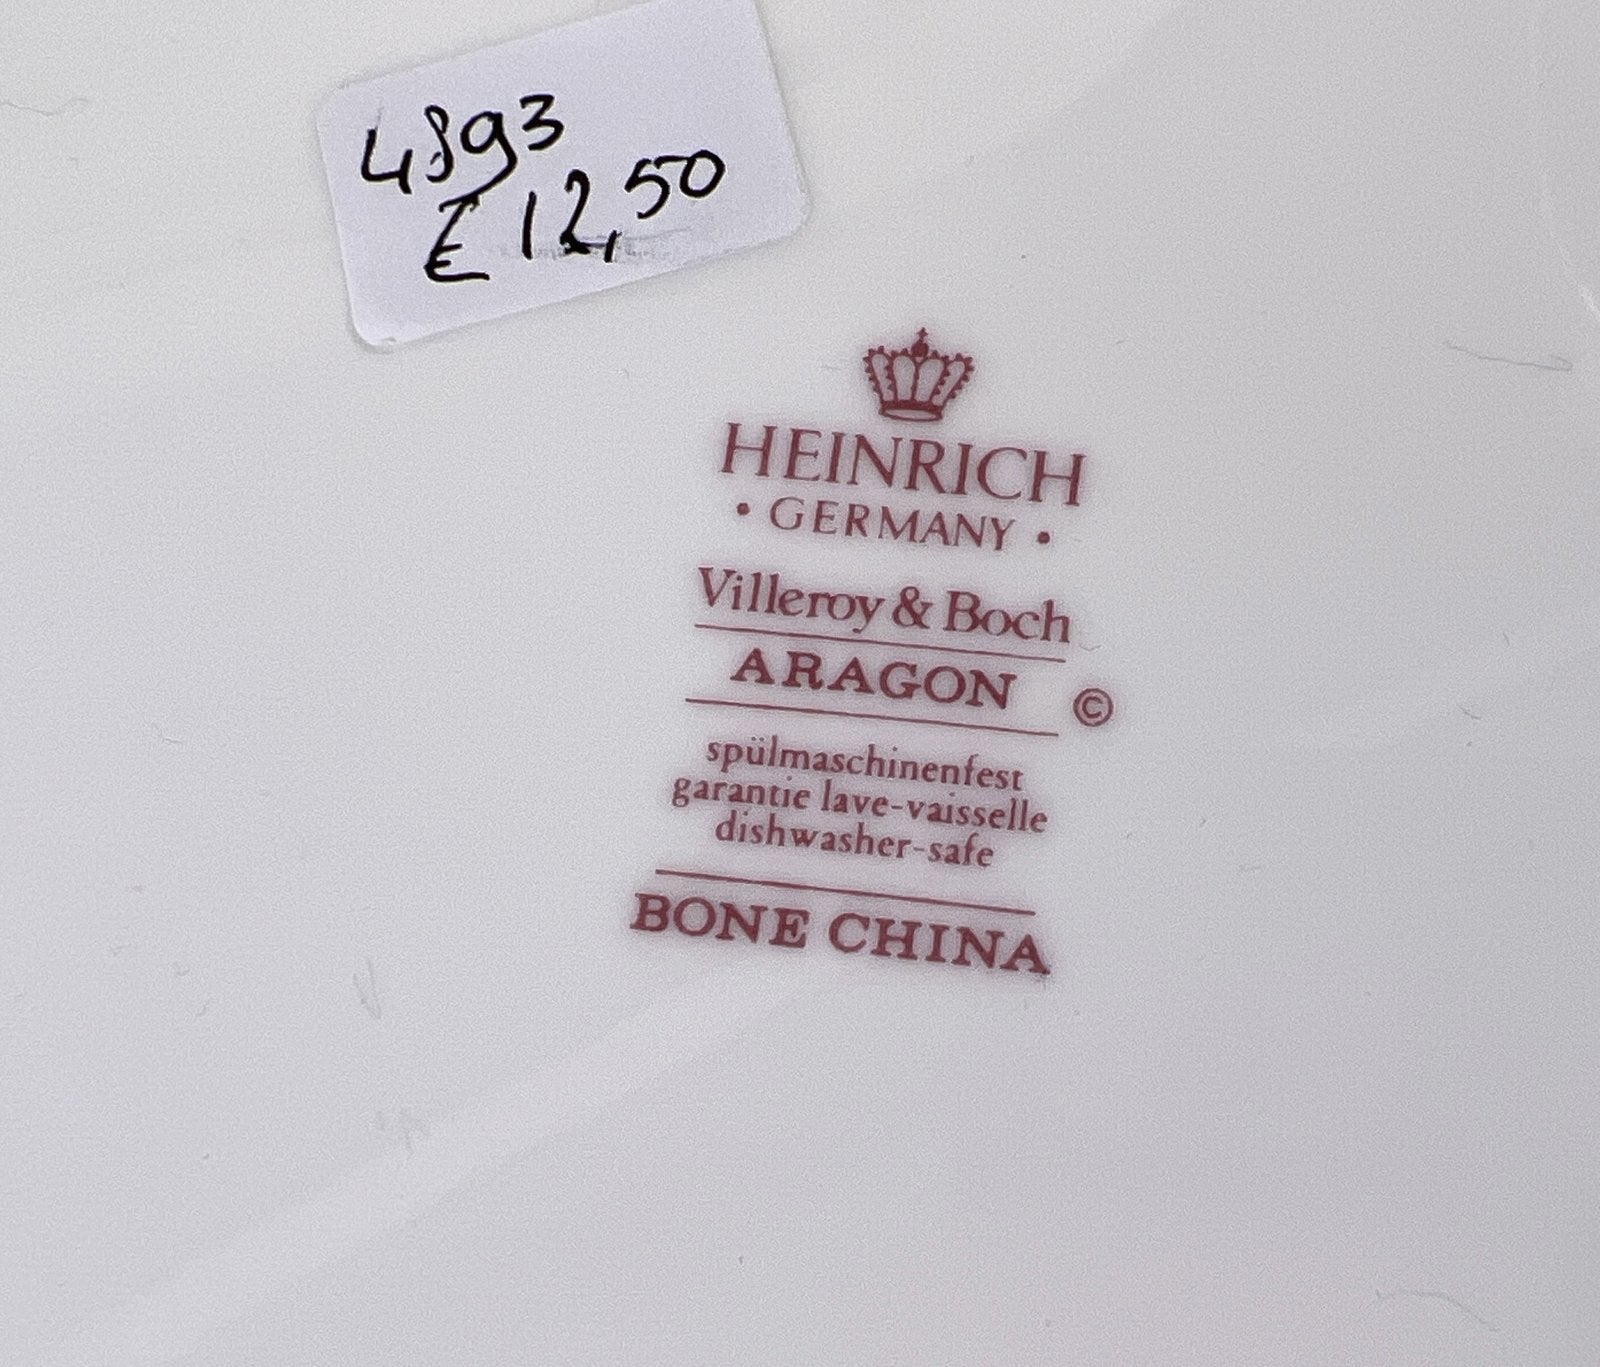 4893
€ 12,50
HEINRICH
• GERMANY •
Villeroy & Boch
ARAGON ©
spülmaschinenfest
garantie lave-vaisselle
dishwasher-safe
BONE CHINA